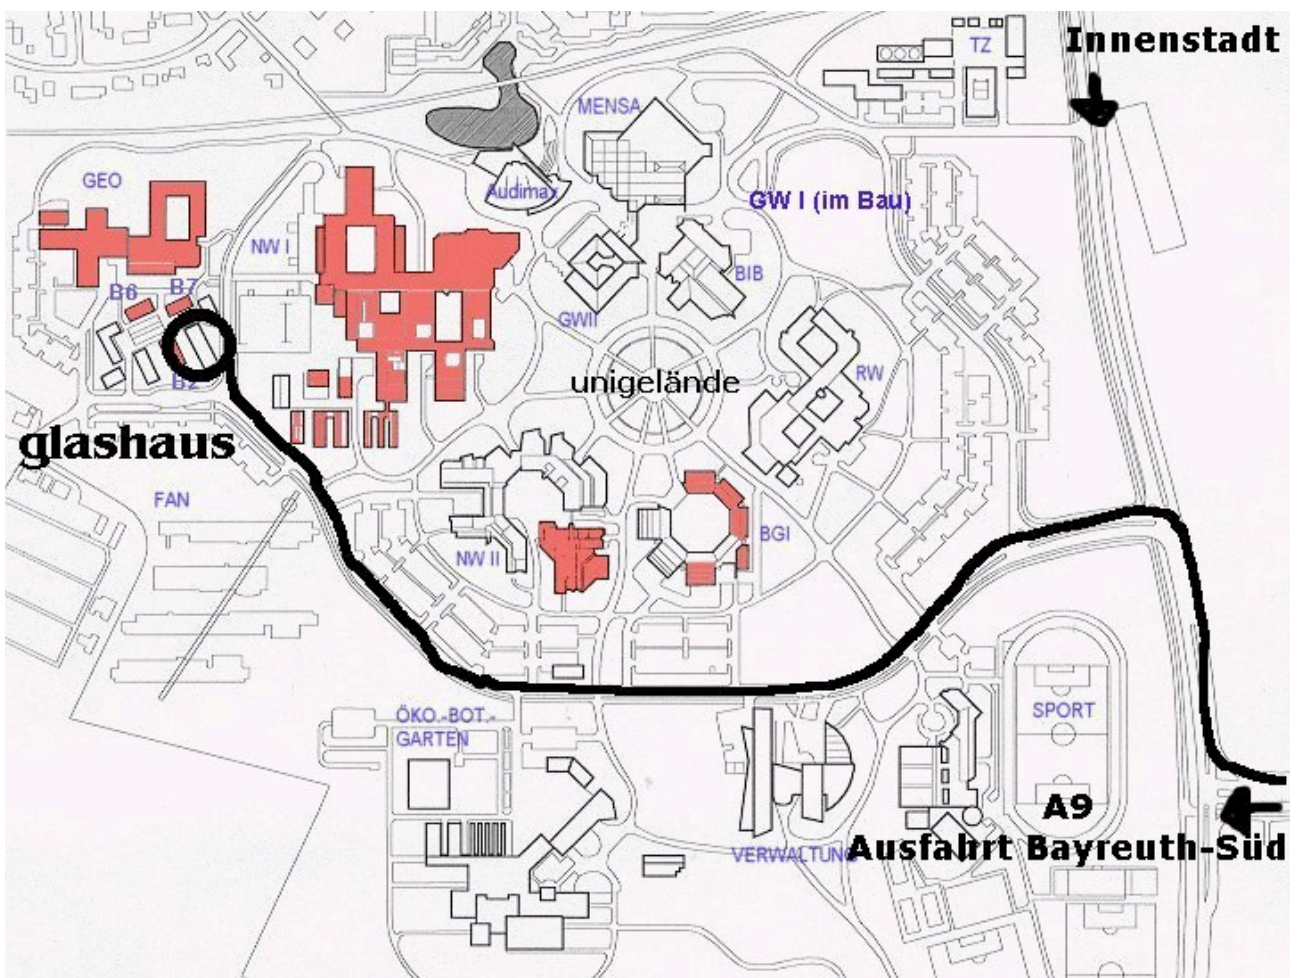 Innenstadt
TZ
MENSA
Audimax
GEO
GW I (im Bau)
NW I
BIB
B6
B7
GWII
RW
B2
unigelände
glashaus
FAN
NW II
BGI
ÖKO.-BOT.-
GARTEN
SPORT
A9
VERWALTUNG
Ausfahrt Bayreuth-Süd